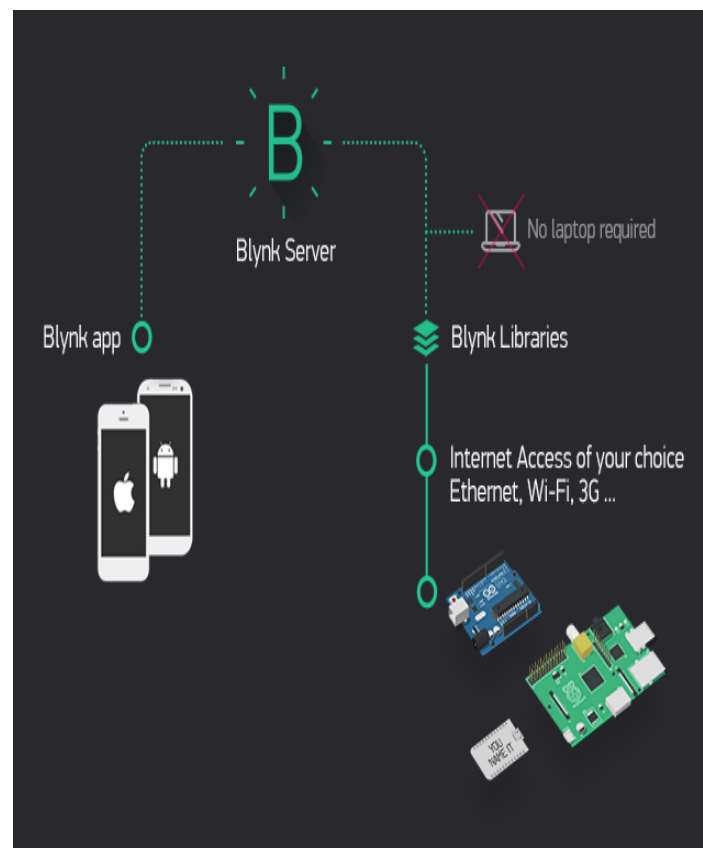 B
Blynk Server
No laptop required
Blynk app
Blynk Libraries
Internet Access of your choice
Ethernet, Wi-Fi, 3G ...
YOU
NAME IT